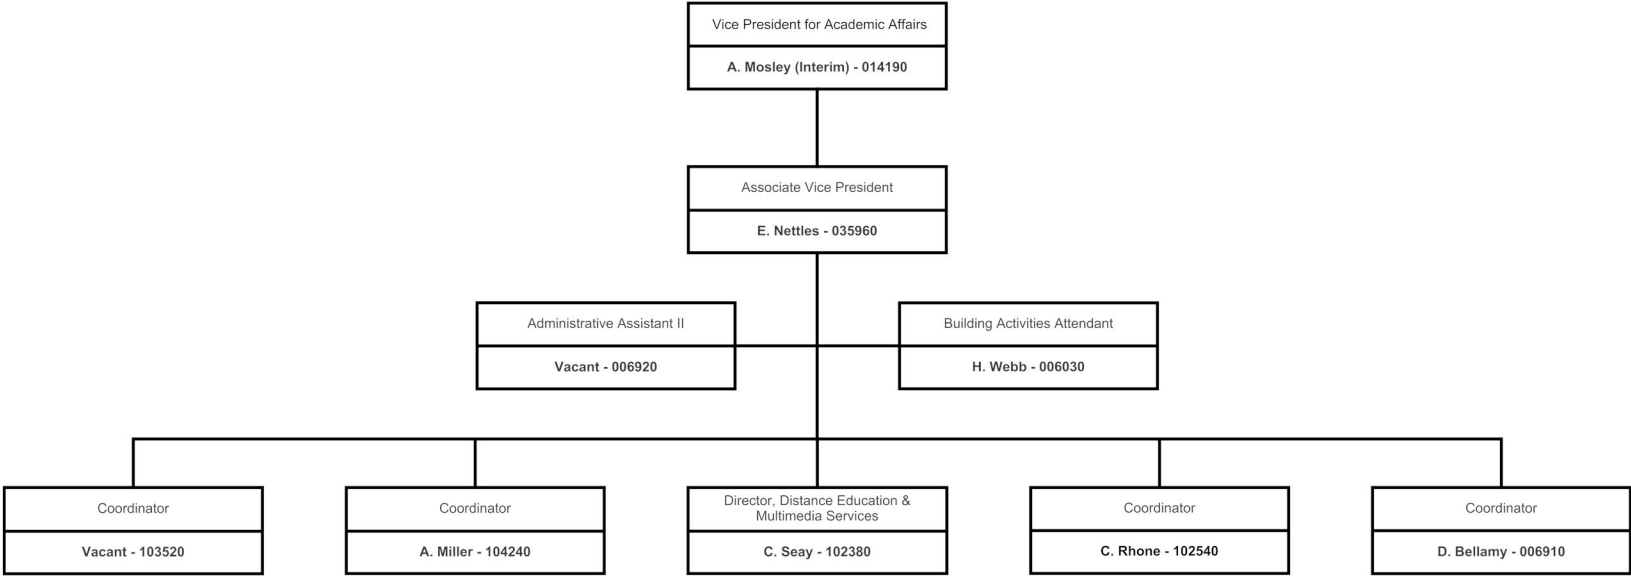 Vice President for Academic Affairs
A. Mosley (Interim) - 014190
Associate Vice President
E. Nettles - 035960
Administrative Assistant II
Vacant - 006920
Building Activities Attendant
H. Webb - 006030
Coordinator
Vacant - 103520
Coordinator
A. Miller - 104240
Director, Distance Education &
Multimedia Services
C. Seay - 102380
Coordinator
C. Rhone - 102540
Coordinator
D. Bellamy - 006910